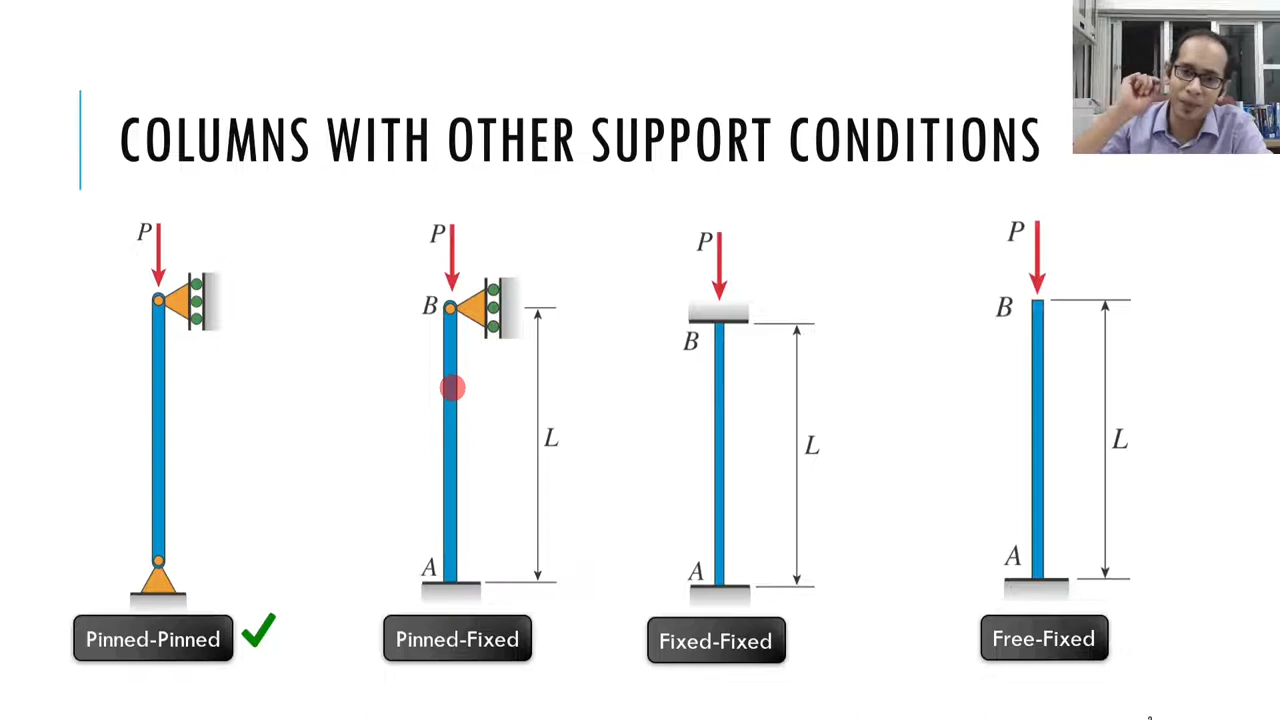 COLUMNS WITH OTHER SUPPORT CONDITIONS
P
Pinned-Pinned
P
B
L
A
Pinned-Fixed
P
B
L
A
Fixed-Fixed
P
B
L
A
Free-Fixed